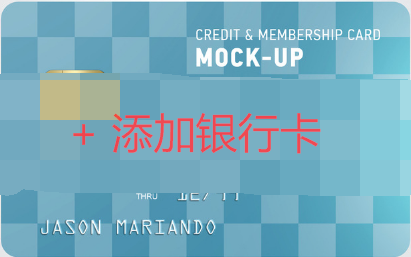 CREDIT & MEMBERSHIP CARD
MOCK-UP
+ 添加银行卡
THRU
JASON MARIANDO